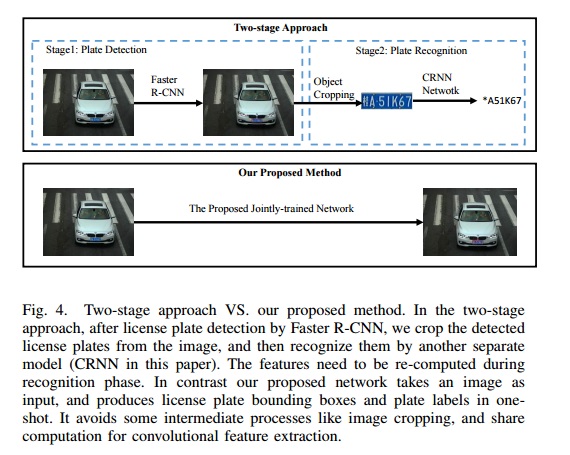 Two-stage Approach
Stage1: Plate Detection
Stage2: Plate Recognition
Faster
R-CNN
Object
Cropping
A·51K67
CRNN
Netwotk
*A51K67
Our Proposed Method
The Proposed Jointly-trained Network
Fig. 4. Two-stage approach VS. our proposed method. In the two-stage
approach, after license plate detection by Faster R-CNN, we crop the detected
license plates from the image, and then recognize them by another separate
model (CRNN in this paper). The features need to be re-computed during
recognition phase. In contrast our proposed network takes an image as
input, and produces license plate bounding boxes and plate labels in one-
shot. It avoids some intermediate processes like image cropping, and share
computation for convolutional feature extraction.